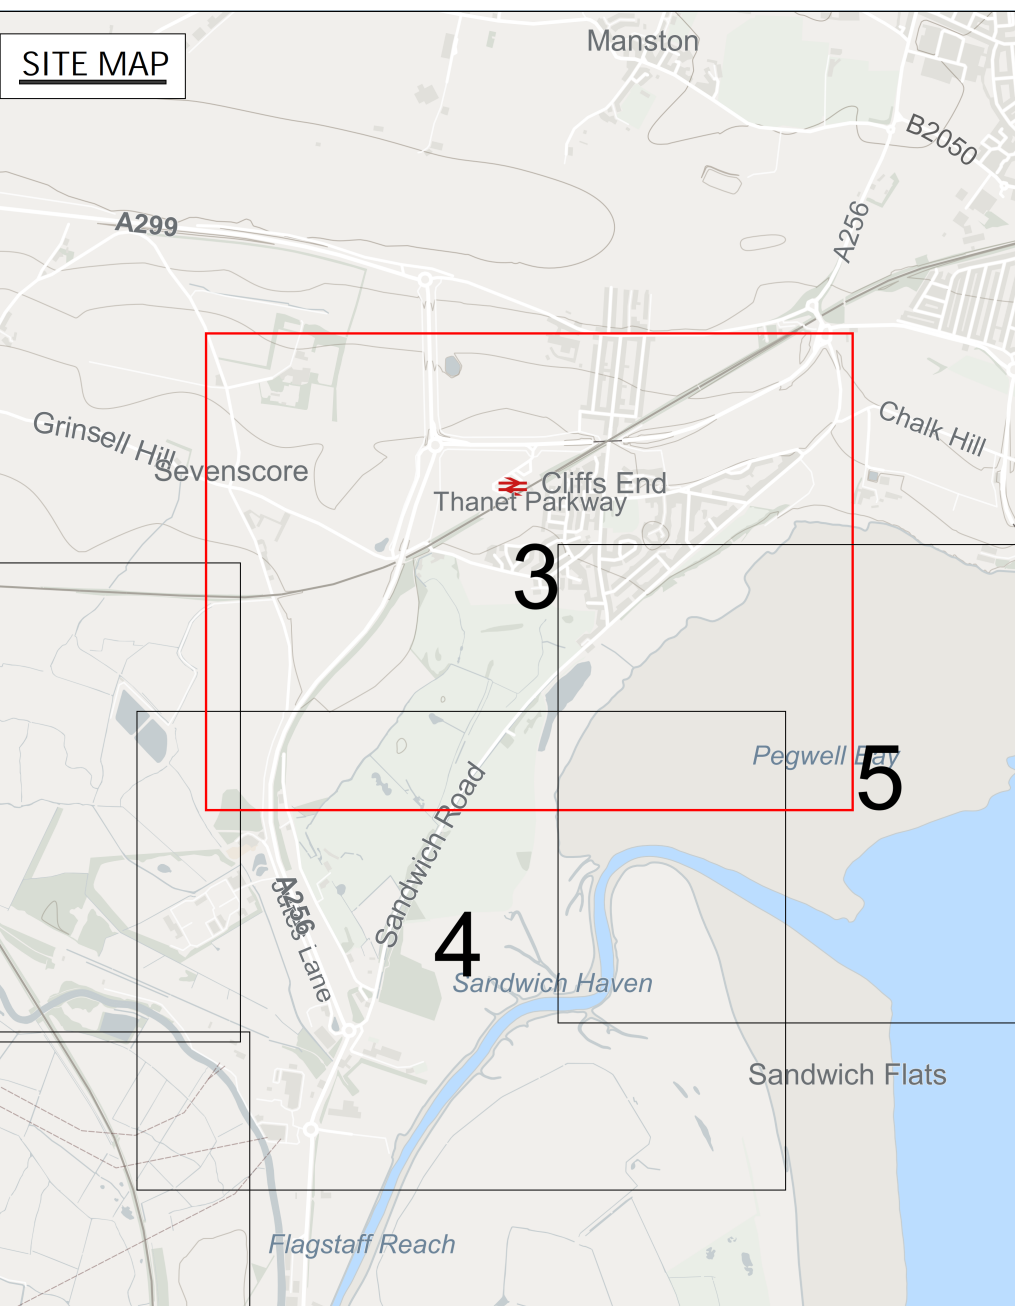 SITE MAP
Manston
B2050
A299
A256
Chalk Hill
Grinsell Hill
Sevenscore
Cliffs End
Thanet Parkway
3
Pegwell Bay
5
Sandwich Road
A256
Jutes Lane
4
Sandwich Haven
Sandwich Flats
Flagstaff Reach